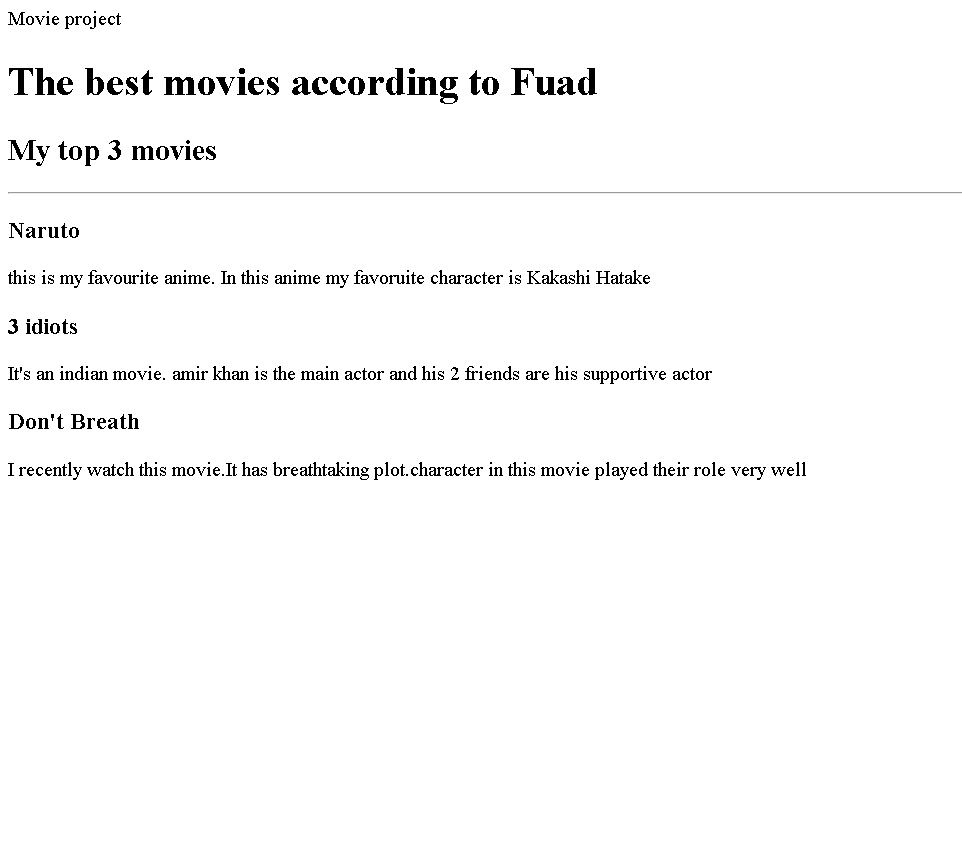 Movie project
The best movies according to Fuad
My top 3 movies
Naruto
this is my favourite anime. In this anime my favoruite character is Kakashi Hatake
3 idiots
It's an indian movie. amir khan is the main actor and his 2 friends are his supportive actor
Don't Breath
I recently watch this movie.It has breathtaking plot.character in this movie played their role very well